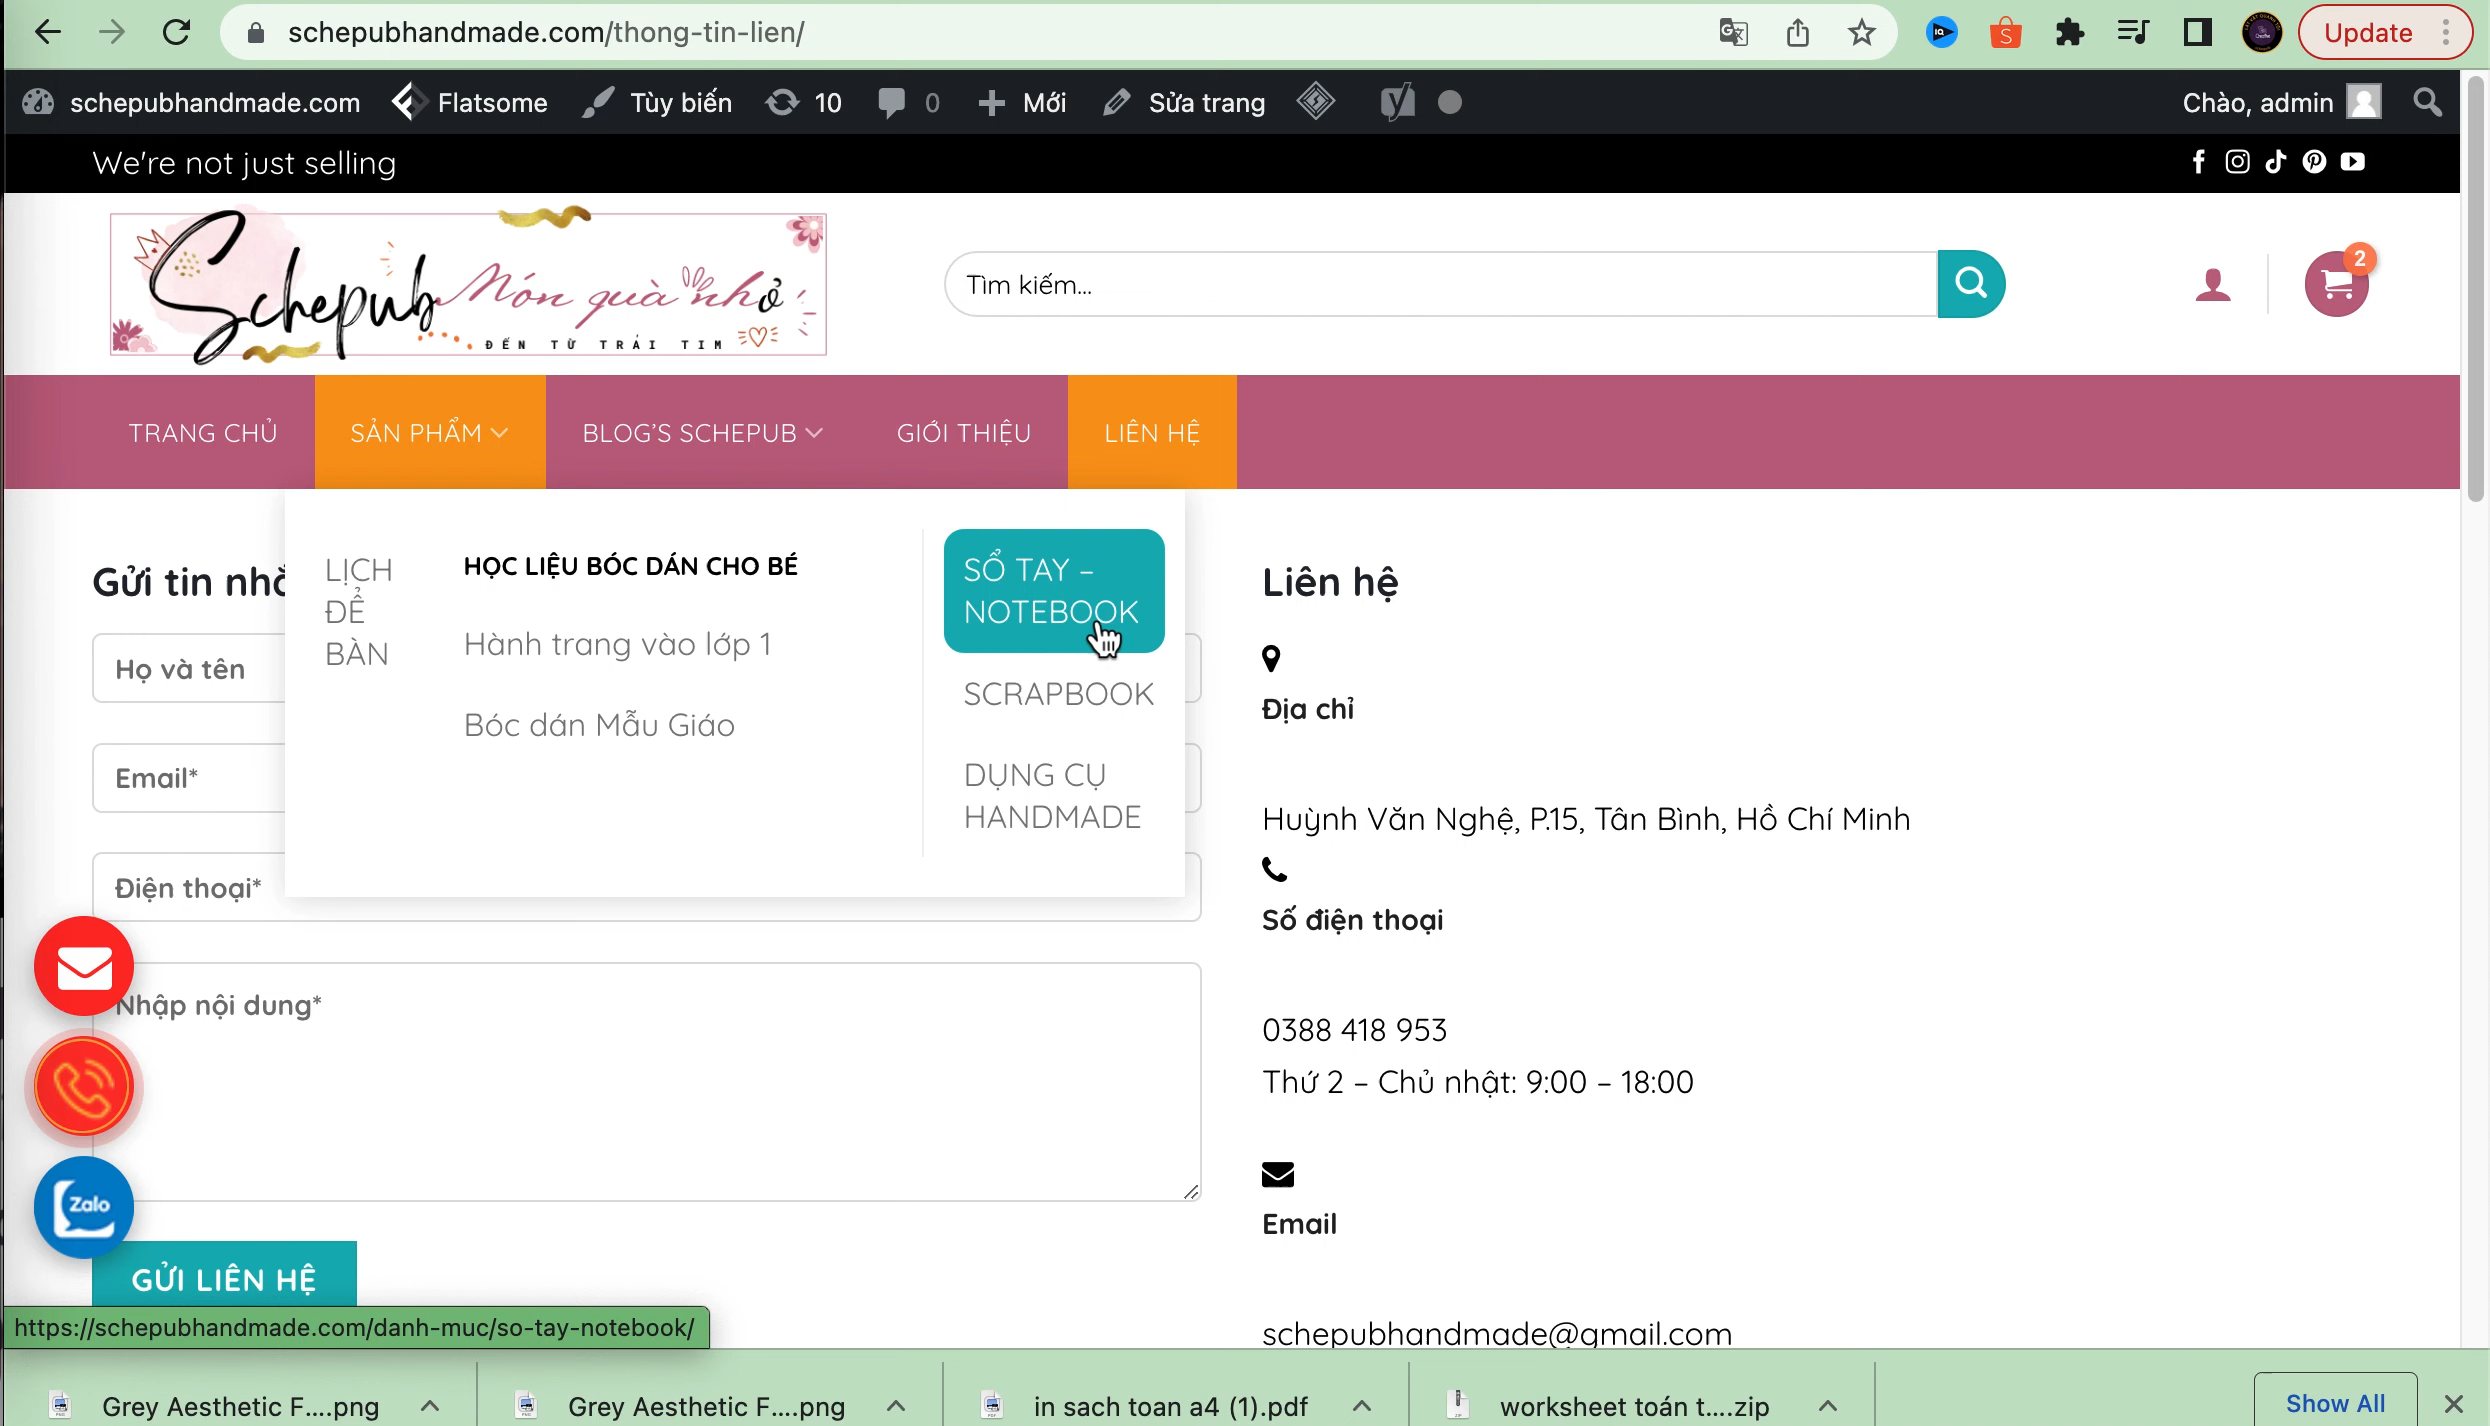 schepubhandmade.com/thong-tin-lien/
Update
schepubhandmade.com
Flatsome
Tùy biến
10
0
Mới
Sửa trang
Chào, admin
We're not just selling
Schepub Món quà nhỏ
ĐẾN TỪ TRÁI TIM
Tìm kiếm...
2
TRANG CHỦ
SẢN PHẨM
BLOG'S SCHEPUB
GIỚI THIỆU
LIÊN HỆ
LỊCH
ĐỂ
BÀN
HỌC LIỆU BÓC DÁN CHO BÉ
Hành trang vào lớp 1
Bóc dán Mẫu Giáo
SỔ TAY –
NOTEBOOK
SCRAPBOOK
DỤNG CỤ
HANDMADE
Gửi tin nhắ
Họ và tên
Email*
Điện thoại*
Nhập nội dung*
Zalo
GỬI LIÊN HỆ
Liên hệ
Địa chỉ
Huỳnh Văn Nghệ, P.15, Tân Bình, Hồ Chí Minh
Số điện thoại
0388 418 953
Thứ 2 – Chủ nhật: 9:00 – 18:00
Email
schepubhandmade@gmail.com
https://schepubhandmade.com/danh-muc/so-tay-notebook/
Grey Aesthetic F....png
Grey Aesthetic F....png
in sach toan a4 (1).pdf
worksheet toán t....zip
Show All